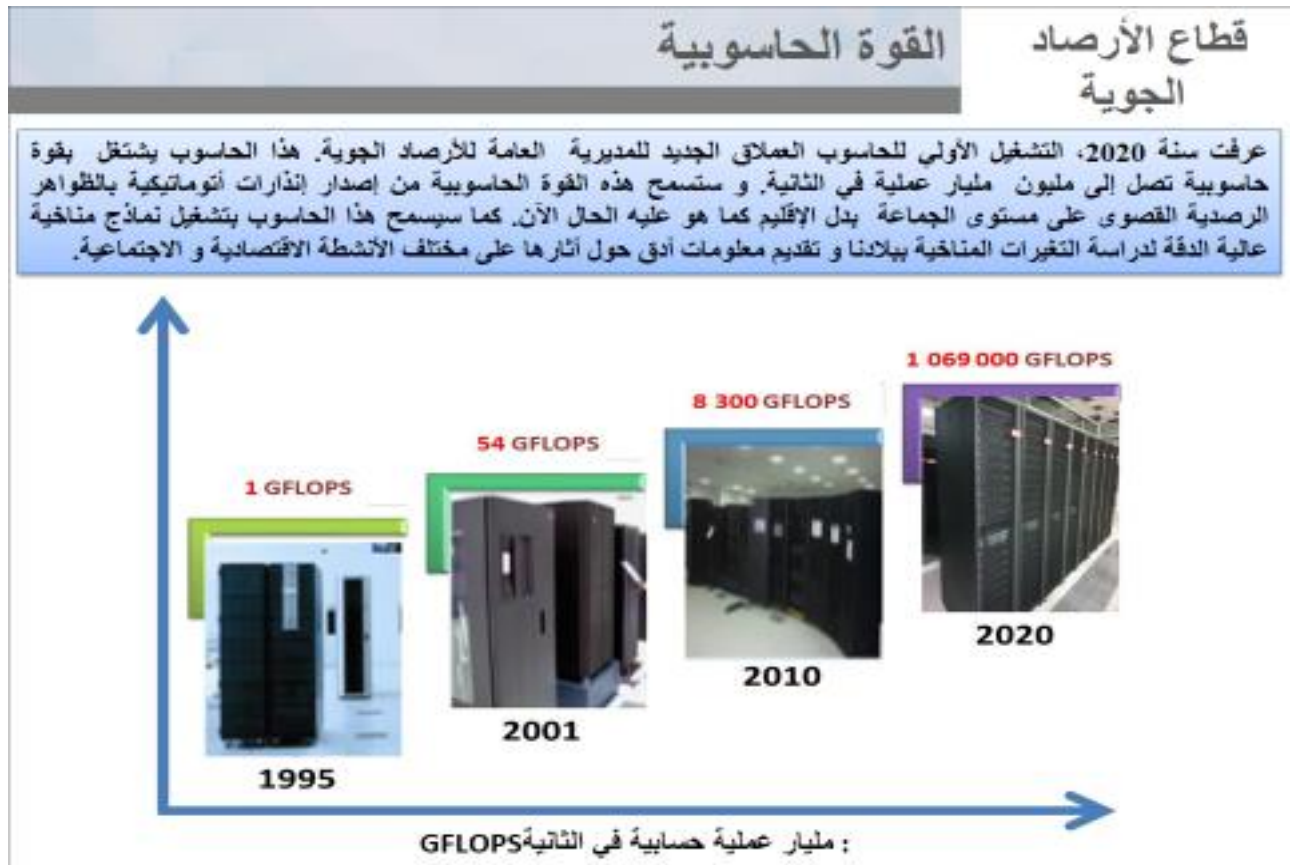 قطاع الأرصاد
الجوية
القوة الحاسوبية
عرفت سنة 2020، التشغيل الأولي للحاسوب العملاق الجديد للمديرية العامة للأرصاد الجوية. هذا الحاسوب يشتغل بقوة
حاسوبية تصل إلى مليون مليار عملية في الثانية. و ستسمح هذه القوة الحاسوبية من إصدار إنذارات أتوماتيكية بالظواهر
الرصدية القصوى على مستوى الجماعة بدل الإقليم كما هو عليه الحال الآن. كما سيسمح هذا الحاسوب بتشغيل نماذج مناخية
عالية الدقة لدراسة التغيرات المناخية ببلادنا و تقديم معلومات أدق حول آثارها على مختلف الأنشطة الاقتصادية و الاجتماعية.
1 069 000 GFLOPS
8 300 GFLOPS
54 GFLOPS
1 GFLOPS
2020
2010
2001
1995
GFLOPS: مليار عملية حسابية في الثانية